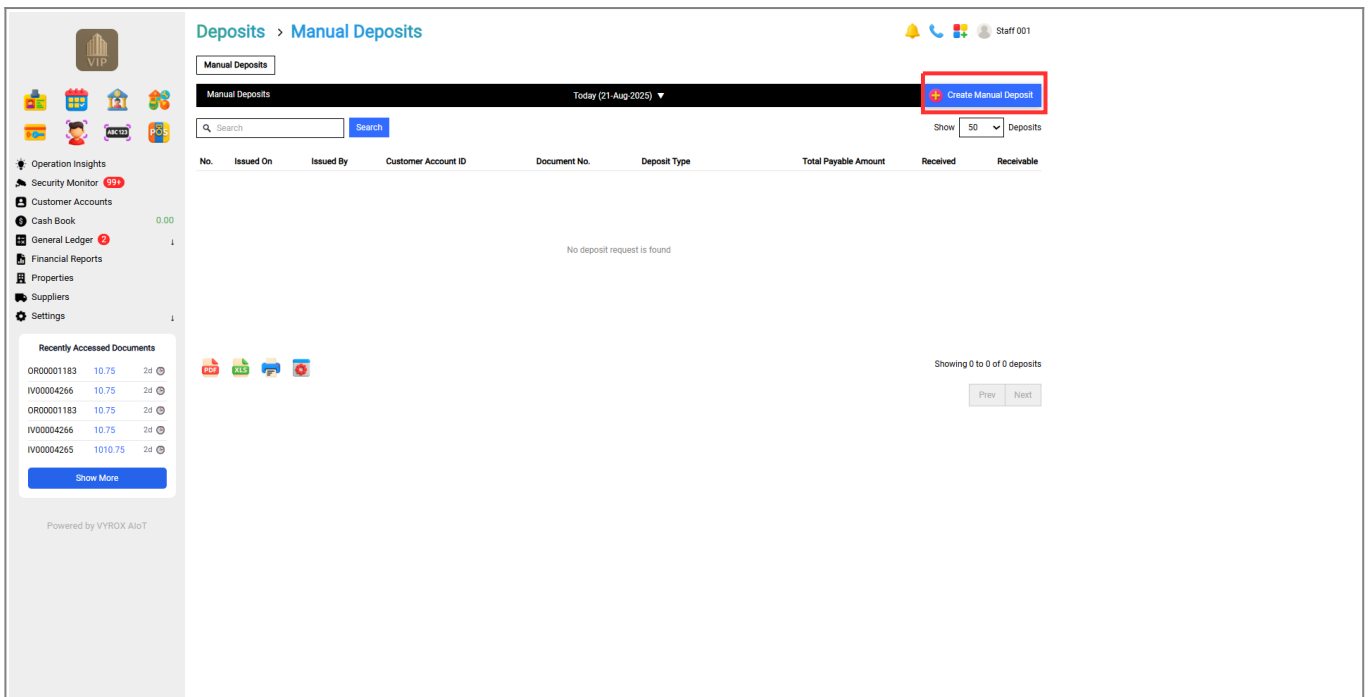 VIP
ABC123
POS
Operation Insights
Security Monitor 99+
Customer Accounts
Cash Book 0.00
General Ledger 2
Financial Reports
Properties
Suppliers
Settings
Recently Accessed Documents
OR00001183 10.75 2d
IV00004266 10.75 2d
OR00001183 10.75 2d
IV00004266 10.75 2d
IV00004265 1010.75 2d
Show More
Powered by VYROX AIoT
Deposits › Manual Deposits
Staff 001
Manual Deposits
Manual Deposits Today (21-Aug-2025) ▼ Create Manual Deposit
Search Search Show 50 Deposits
No. Issued On Issued By Customer Account ID Document No. Deposit Type Total Payable Amount Received Receivable
No deposit request is found
PDF XLS Showing 0 to 0 of 0 deposits
Prev Next